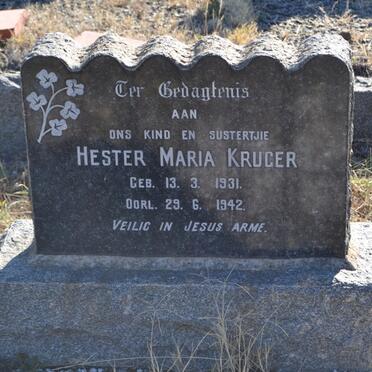 Ter Gedagtenis
AAN
ONS KIND EN SUSTERTJIE
HESTER MARIA KRUGER
GEB. 13. 3. 1931.
OORL. 29. 6. 1942.
VEILIG IN JESUS ARME.